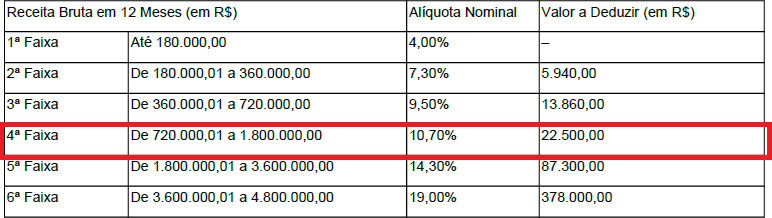 Receita Bruta em 12 Meses (em R$) Alíquota Nominal Valor a Deduzir (em R$)
1ª Faixa Até 180.000,00 4,00% –
2ª Faixa De 180.000,01 a 360.000,00 7,30% 5.940,00
3ª Faixa De 360.000,01 a 720.000,00 9,50% 13.860,00
4ª Faixa De 720.000,01 a 1.800.000,00 10,70% 22.500,00
5ª Faixa De 1.800.000,01 a 3.600.000,00 14,30% 87.300,00
6ª Faixa De 3.600.000,01 a 4.800.000,00 19,00% 378.000,00